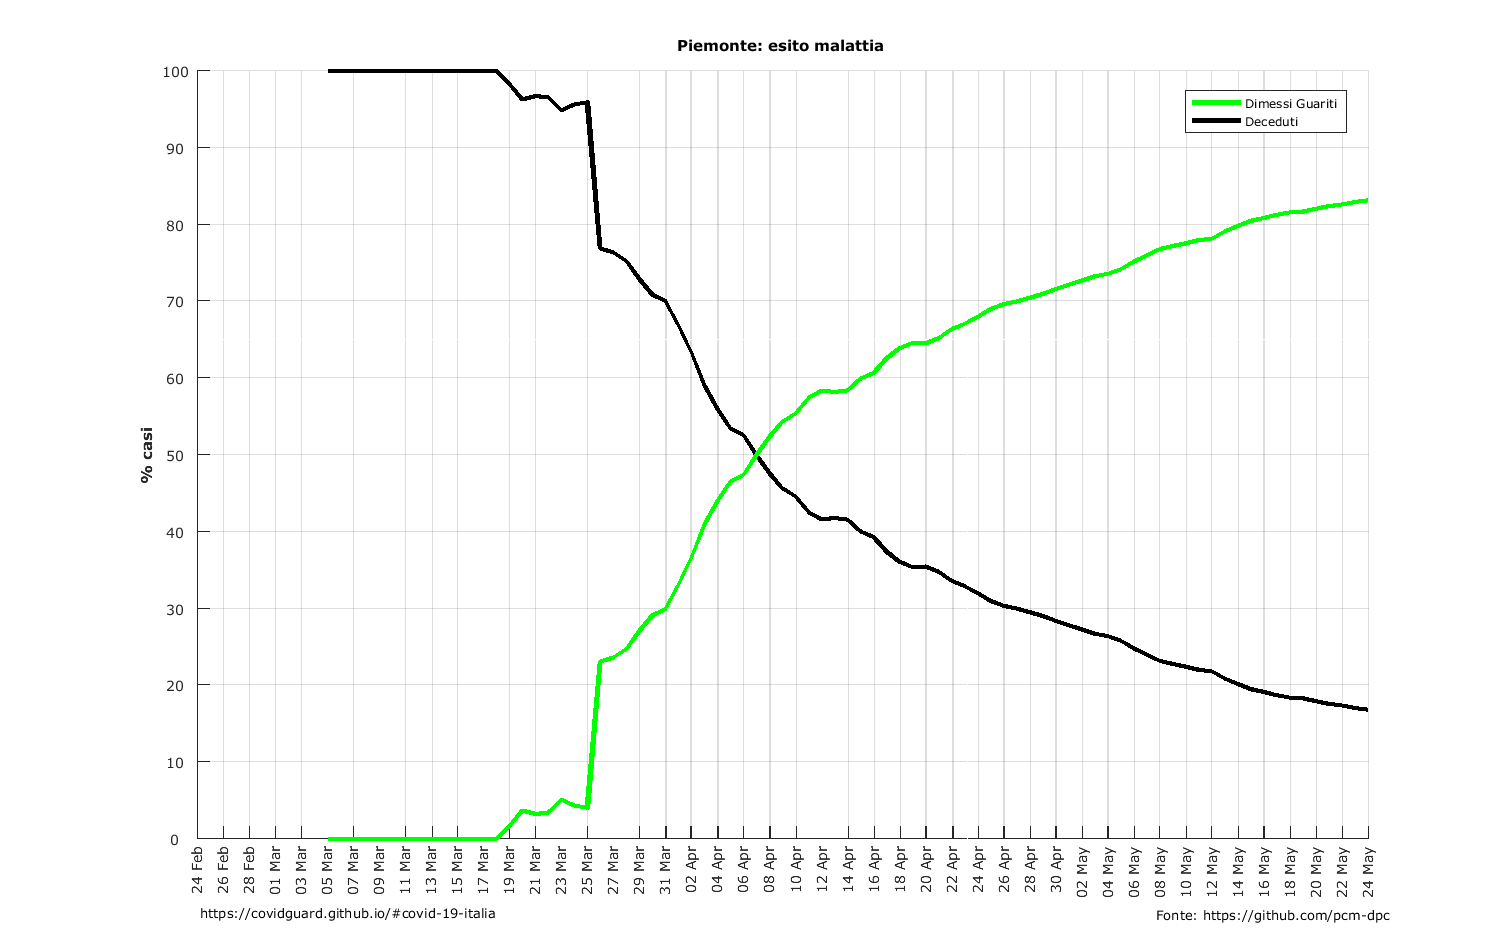 Piemonte: esito malattia
Dimessi Guariti
Deceduti
% casi
100
90
80
70
60
50
40
30
20
10
0
24 Feb
26 Feb
28 Feb
01 Mar
03 Mar
05 Mar
07 Mar
09 Mar
11 Mar
13 Mar
15 Mar
17 Mar
19 Mar
21 Mar
23 Mar
25 Mar
27 Mar
29 Mar
31 Mar
02 Apr
04 Apr
06 Apr
08 Apr
10 Apr
12 Apr
14 Apr
16 Apr
18 Apr
20 Apr
22 Apr
24 Apr
26 Apr
28 Apr
30 Apr
02 May
04 May
06 May
08 May
10 May
12 May
14 May
16 May
18 May
20 May
22 May
24 May
https://covidguard.github.io/#covid-19-italia
Fonte: https://github.com/pcm-dpc